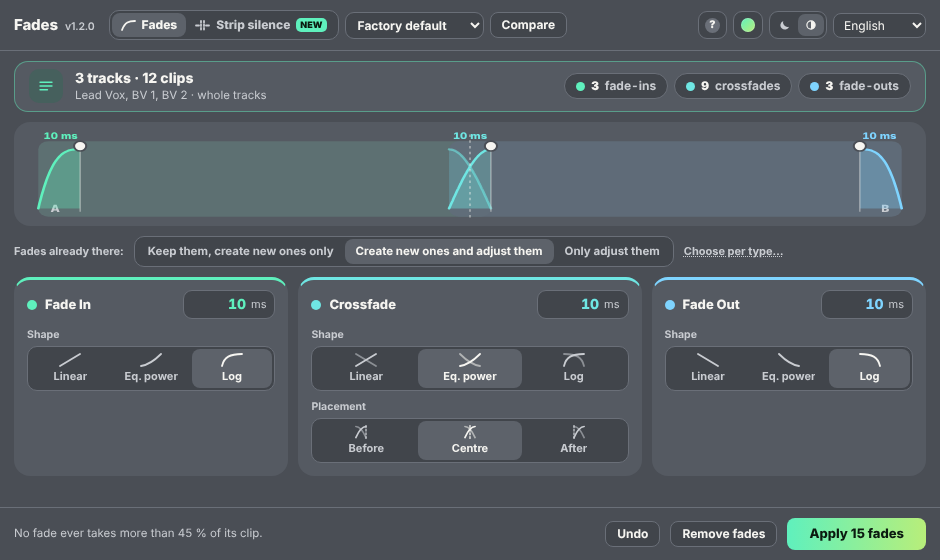 Fades v1.2.0 Fades Strip silence NEW Factory default Compare ? English
3 tracks · 12 clips
Lead Vox, BV 1, BV 2 · whole tracks
3 fade-ins 9 crossfades 3 fade-outs
10 ms 10 ms 10 ms
A B
Fades already there: Keep them, create new ones only Create new ones and adjust them Only adjust them Choose per type...
Fade In 10 ms Crossfade 10 ms Fade Out 10 ms
Shape Shape Shape
Linear Eq. power Log Linear Eq. power Log Linear Eq. power Log
Placement
Before Centre After
No fade ever takes more than 45 % of its clip. Undo Remove fades Apply 15 fades